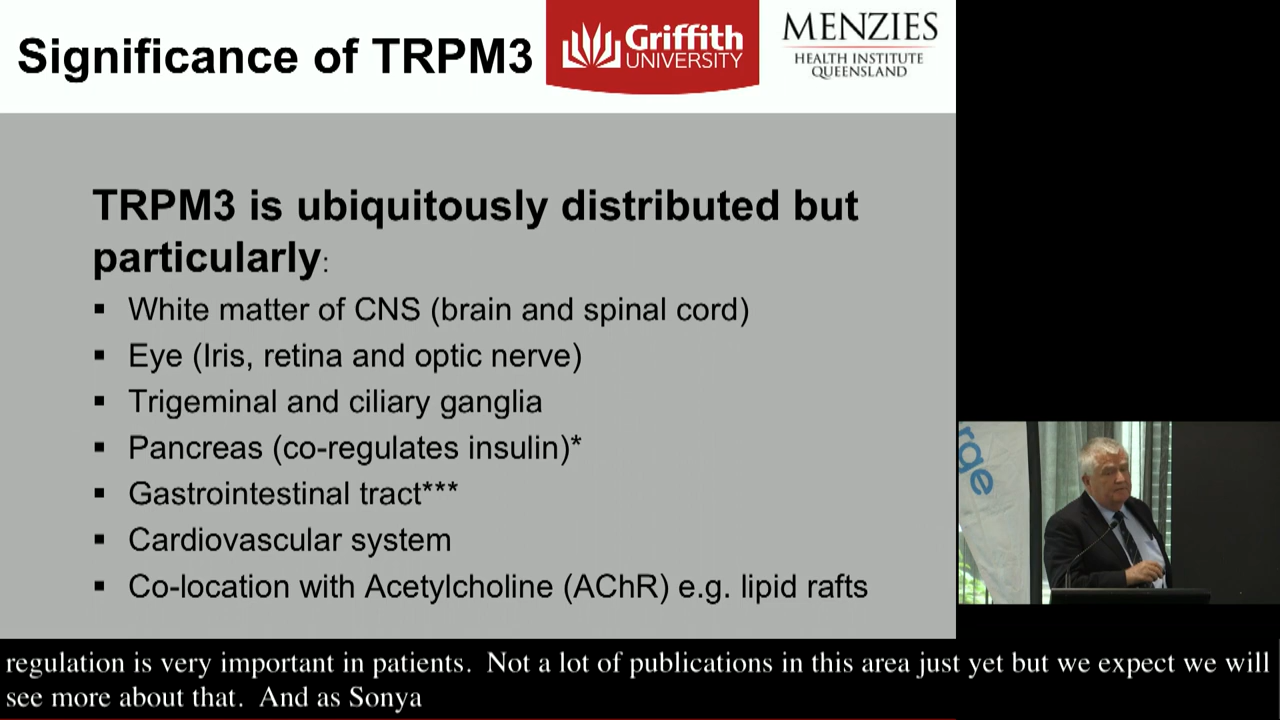 Significance of TRPM3
Griffith
UNIVERSITY
MENZIES
HEALTH INSTITUTE
QUEENSLAND
TRPM3 is ubiquitously distributed but
particularly:
▪ White matter of CNS (brain and spinal cord)
▪ Eye (Iris, retina and optic nerve)
▪ Trigeminal and ciliary ganglia
▪ Pancreas (co-regulates insulin)*
▪ Gastrointestinal tract***
▪ Cardiovascular system
▪ Co-location with Acetylcholine (AChR) e.g. lipid rafts
rge
regulation is very important in patients.  Not a lot of publications in this area just yet but we expect we will
see more about that.  And as Sonya